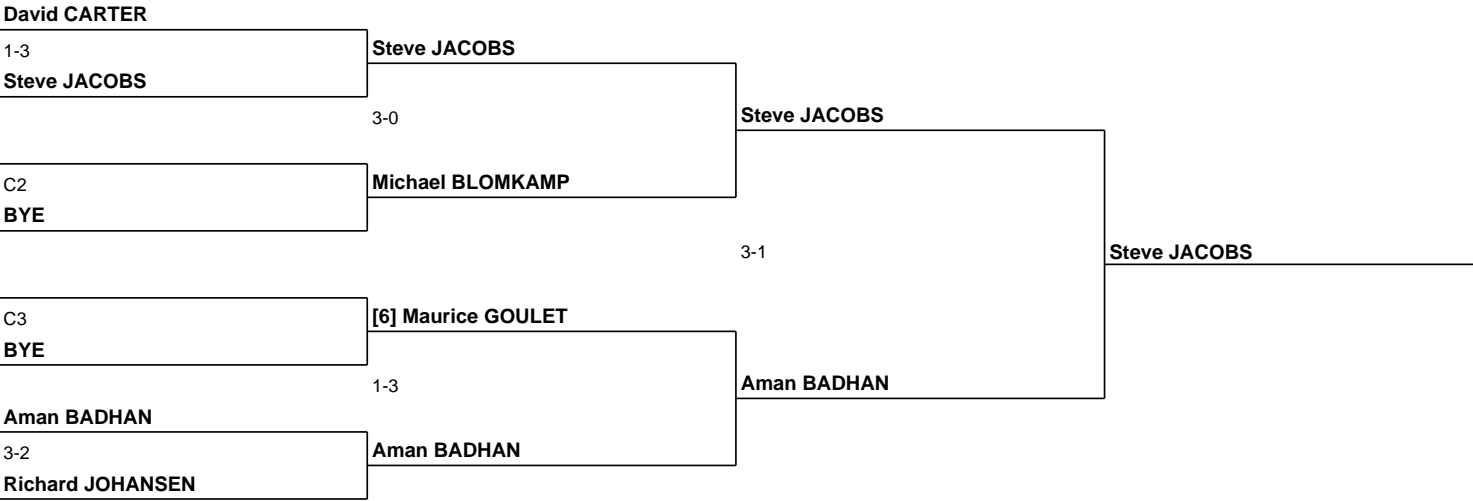 David CARTER
1-3
Steve JACOBS
C2
BYE
C3
BYE
Aman BADHAN
3-2
Richard JOHANSEN
Steve JACOBS
3-0
Michael BLOMKAMP
[6] Maurice GOULET
1-3
Aman BADHAN
Steve JACOBS
3-1
Aman BADHAN
Steve JACOBS